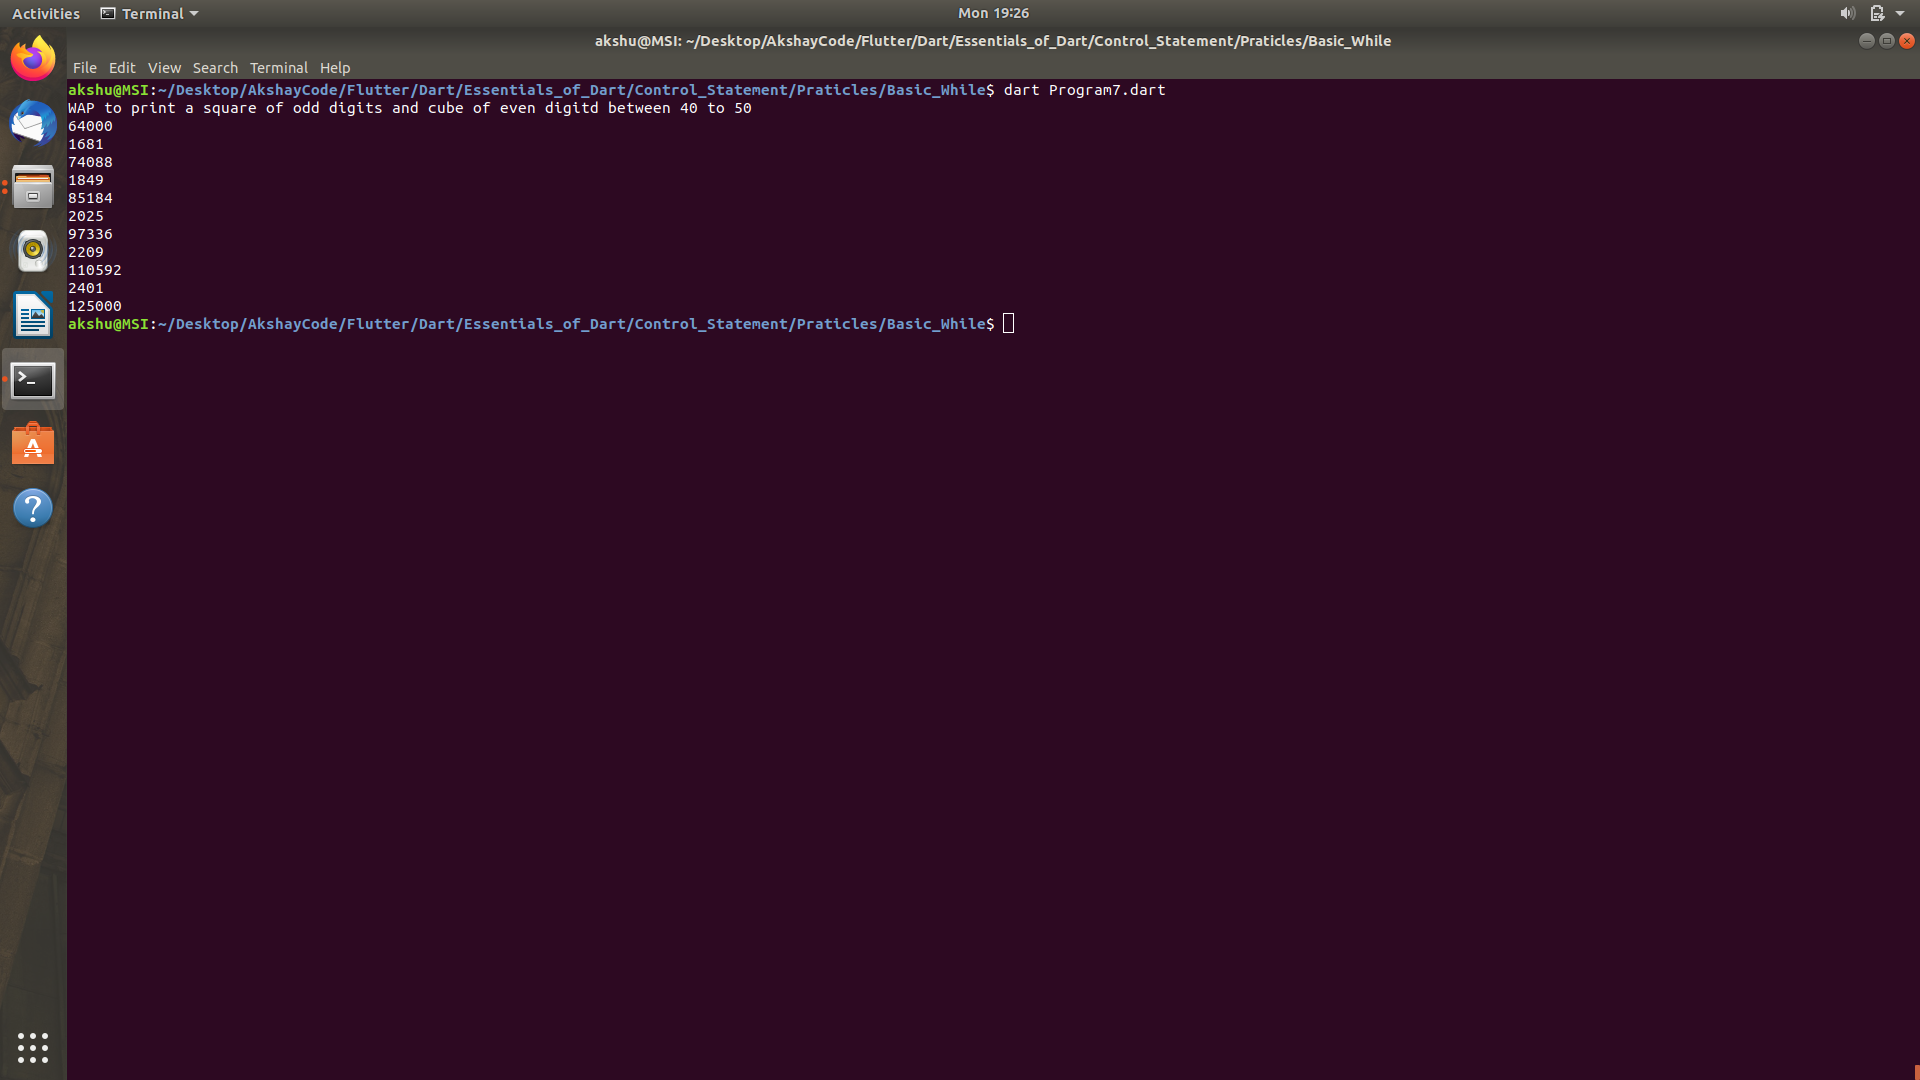 Activities Terminal Mon 19:26
akshu@MSI: ~/Desktop/AkshayCode/Flutter/Dart/Essentials_of_Dart/Control_Statement/Praticles/Basic_While
File Edit View Search Terminal Help
akshu@MSI:~/Desktop/AkshayCode/Flutter/Dart/Essentials_of_Dart/Control_Statement/Praticles/Basic_While$ dart Program7.dart
WAP to print a square of odd digits and cube of even digitd between 40 to 50
64000
1681
74088
1849
85184
2025
97336
2209
110592
2401
125000
akshu@MSI:~/Desktop/AkshayCode/Flutter/Dart/Essentials_of_Dart/Control_Statement/Praticles/Basic_While$